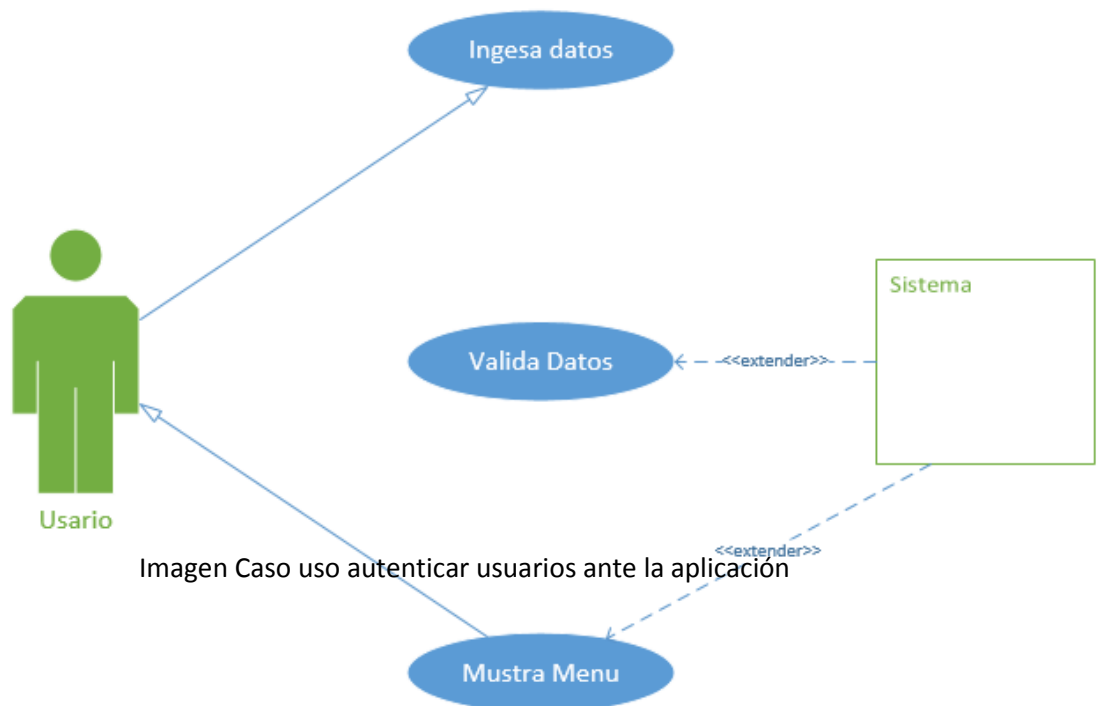 Ingesa datos
Sistema
Valida Datos
<<extender>>
Usario
<<extender>>
Imagen Caso uso autenticar usuarios ante la aplicación
Mustra Menu